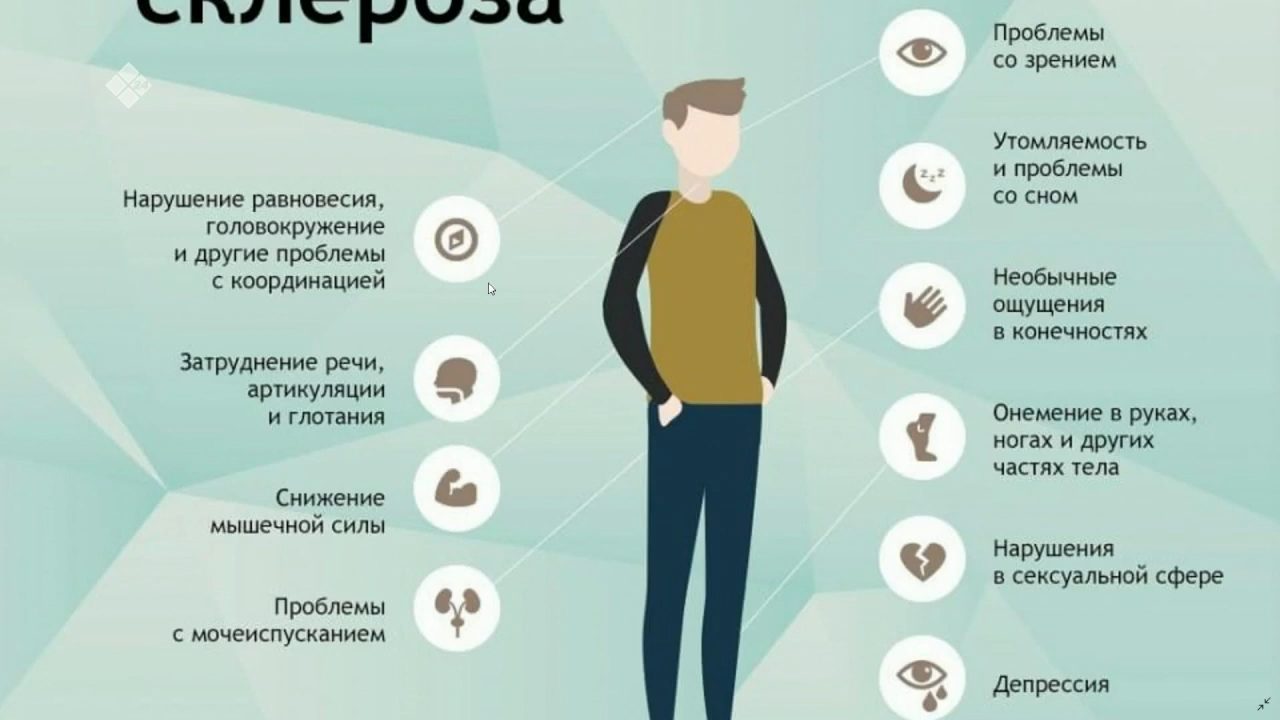 склероза
Нарушение равновесия,
головокружение
и другие проблемы
с координацией
Затруднение речи,
артикуляции
и глотания
Снижение
мышечной силы
Проблемы
с мочеиспусканием
Проблемы
со зрением
Утомляемость
и проблемы
со сном
z z z
Необычные
ощущения
в конечностях
Онемение в руках,
ногах и других
частях тела
Нарушения
в сексуальной сфере
Депрессия